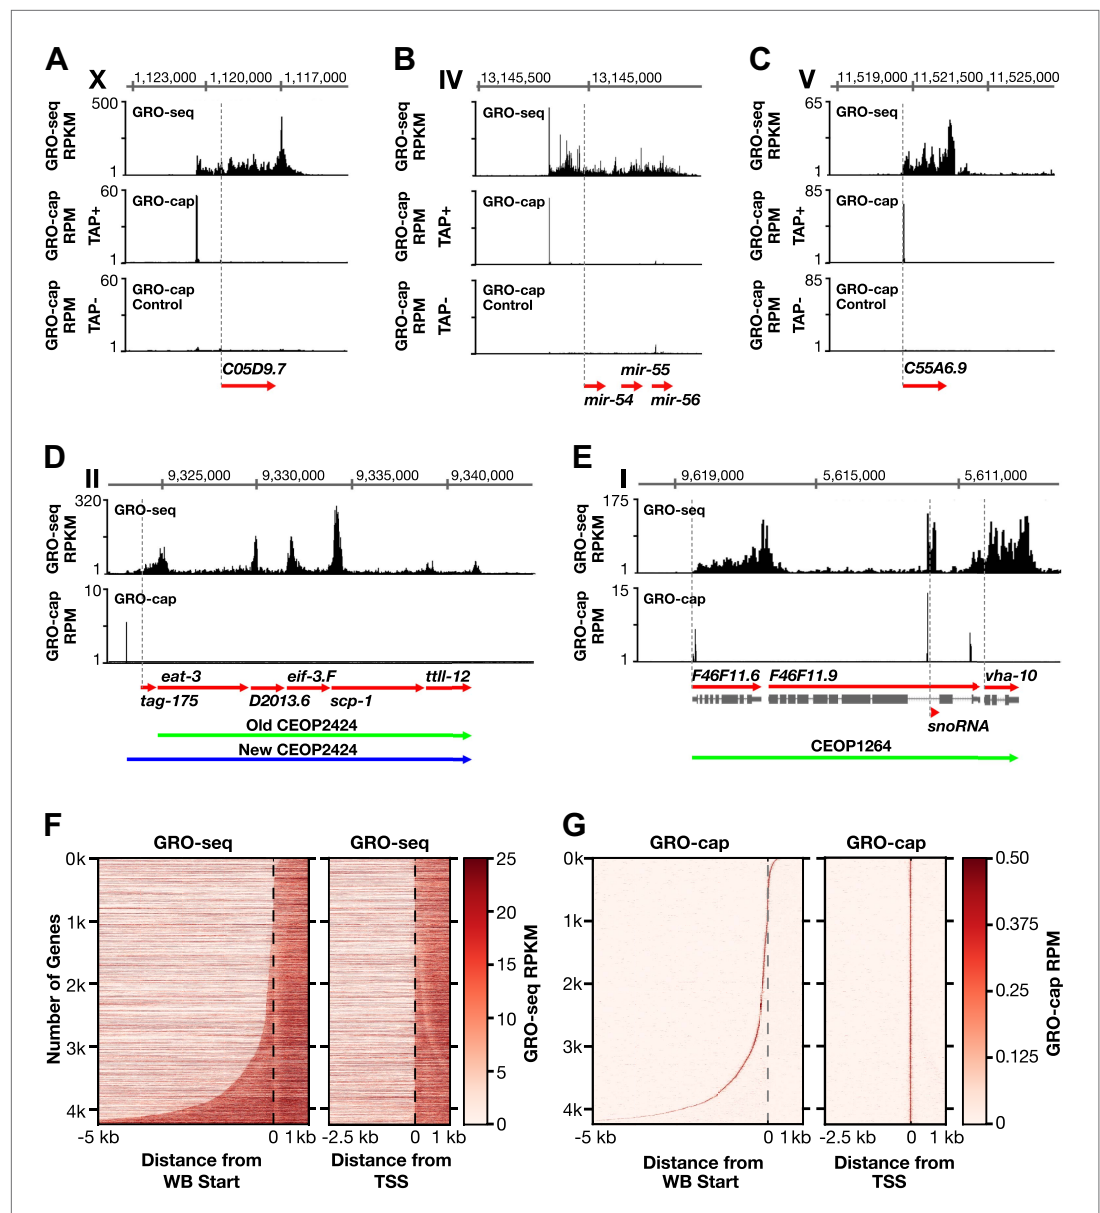 A
X
1,123,000 1,120,000 1,117,000
500
1
GRO-seq RPKM
GRO-seq
60
1
GRO-cap RPM TAP+
GRO-cap
60
1
GRO-cap RPM TAP-
GRO-cap Control
C05D9.7
B
IV
13,145,500 13,145,000
GRO-seq RPKM
GRO-seq
GRO-cap RPM TAP+
GRO-cap
GRO-cap RPM TAP-
GRO-cap Control
mir-55
mir-54 mir-56
C
V
11,519,000 11,521,500 11,525,000
65
1
GRO-seq RPKM
GRO-seq
85
1
GRO-cap RPM TAP+
GRO-cap
85
1
GRO-cap RPM TAP-
GRO-cap Control
C55A6.9
D
II
9,325,000 9,330,000 9,335,000 9,340,000
320
1
GRO-seq RPKM
GRO-seq
10
1
GRO-cap RPM
GRO-cap
eat-3 eif-3.F ttll-12
tag-175 D2013.6 scp-1
Old CEOP2424
New CEOP2424
E
I
9,619,000 5,615,000 5,611,000
175
1
GRO-seq RPKM
GRO-seq
15
1
GRO-cap RPM
GRO-cap
F46F11.6 F46F11.9 vha-10
snoRNA
CEOP1264
F
GRO-seq GRO-seq
Number of Genes
0k
1k
2k
3k
4k
-5 kb 0 1kb
Distance from WB Start
-2.5 kb 0 1 kb
Distance from TSS
25
20
15
10
5
0
GRO-seq RPKM
G
GRO-cap GRO-cap
0k
1k
2k
3k
4k
-5 kb 0 1kb
Distance from WB Start
-2.5 kb 0 1 kb
Distance from TSS
0.50
0.375
0.25
0.125
0
GRO-cap RPM